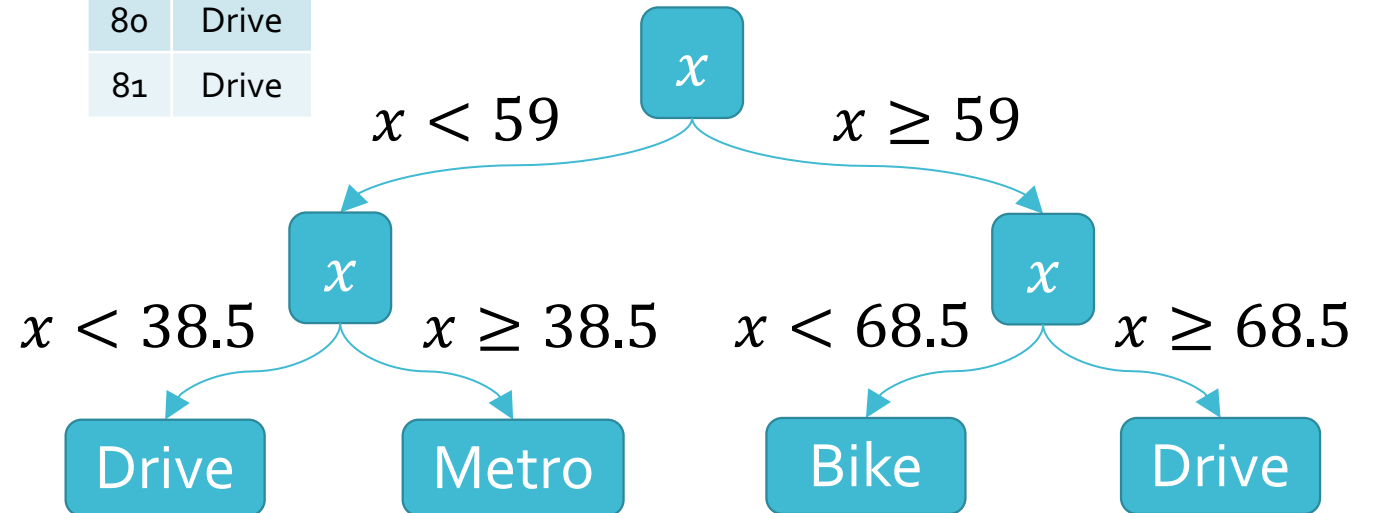 80 Drive
81 Drive
x
x < 59 x ≥ 59
x x
x < 38.5 x ≥ 38.5 x < 68.5 x ≥ 68.5
Drive Metro Bike Drive